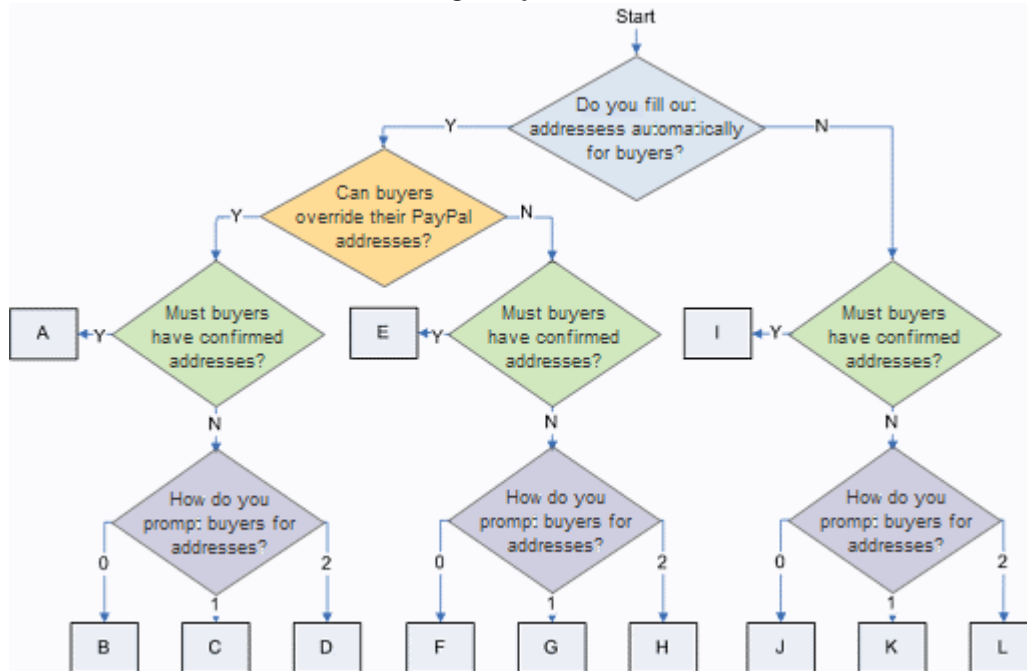 Start
Do you fill out
addressess automatically
for buyers?
Y
N
Can buyers
override their PayPal
addresses?
Y
N
Must buyers
have confirmed
addresses?
Must buyers
have confirmed
addresses?
Must buyers
have confirmed
addresses?
A
Y
E
Y
I
Y
N
N
N
How do you
prompt buyers for
addresses?
How do you
prompt buyers for
addresses?
How do you
prompt buyers for
addresses?
0
2
0
2
0
2
1
1
1
B
C
D
F
G
H
J
K
L